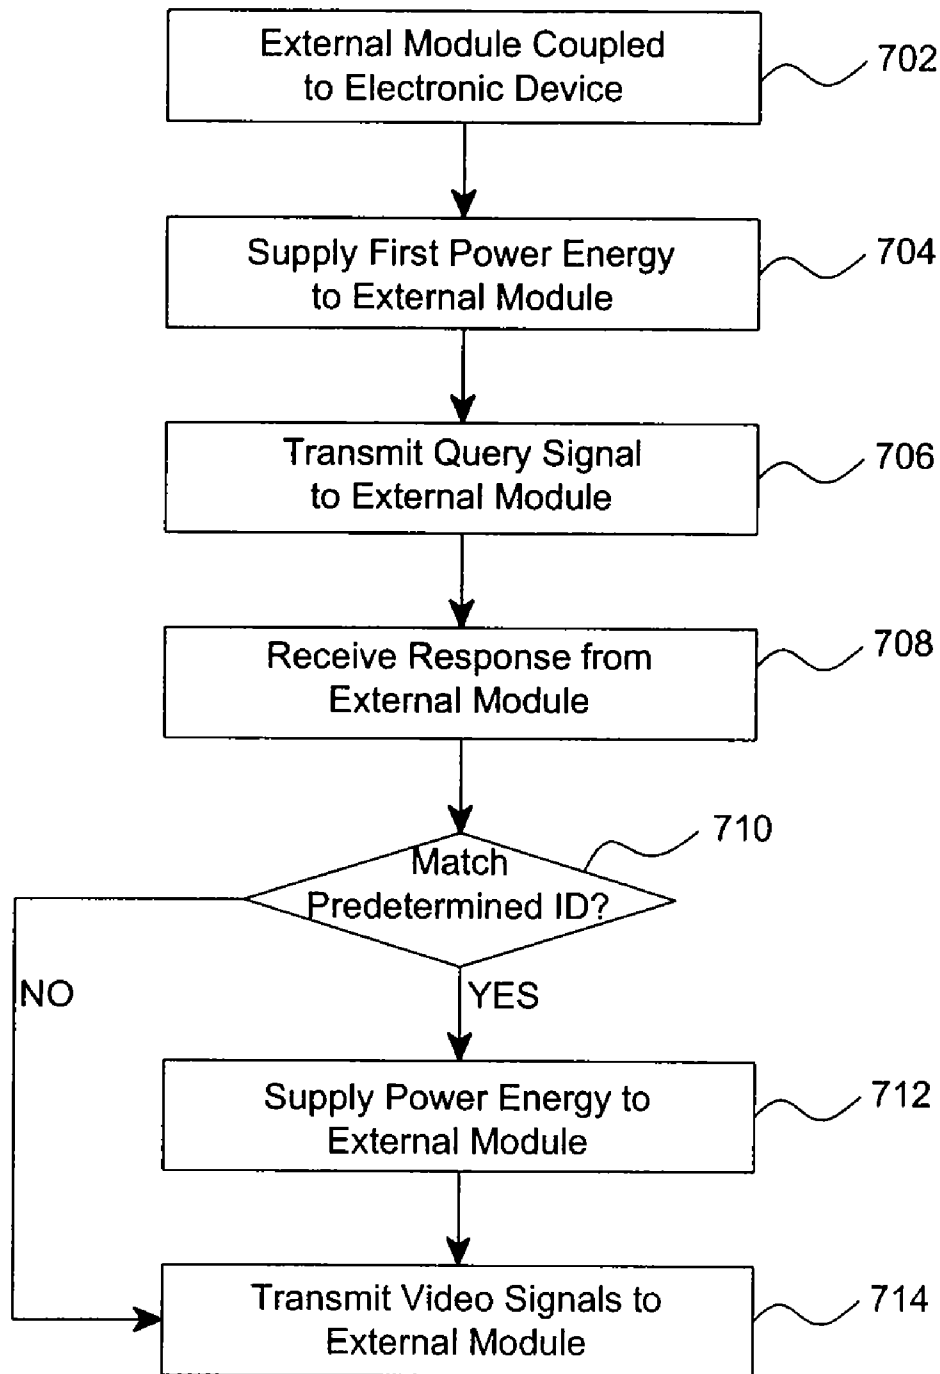 External Module Coupled
to Electronic Device
702
Supply First Power Energy
to External Module
704
Transmit Query Signal
to External Module
706
Receive Response from
External Module
708
Match
Predetermined ID?
710
NO
YES
Supply Power Energy to
External Module
712
Transmit Video Signals to
External Module
714